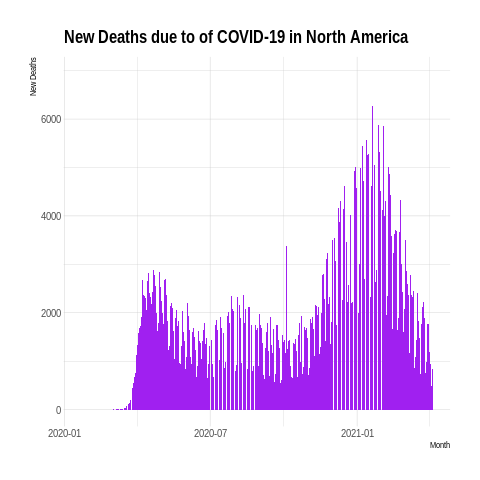 New Deaths due to of COVID-19 in North America
New Deaths
6000
4000
2000
0
2020-01
2020-07
2021-01
Month